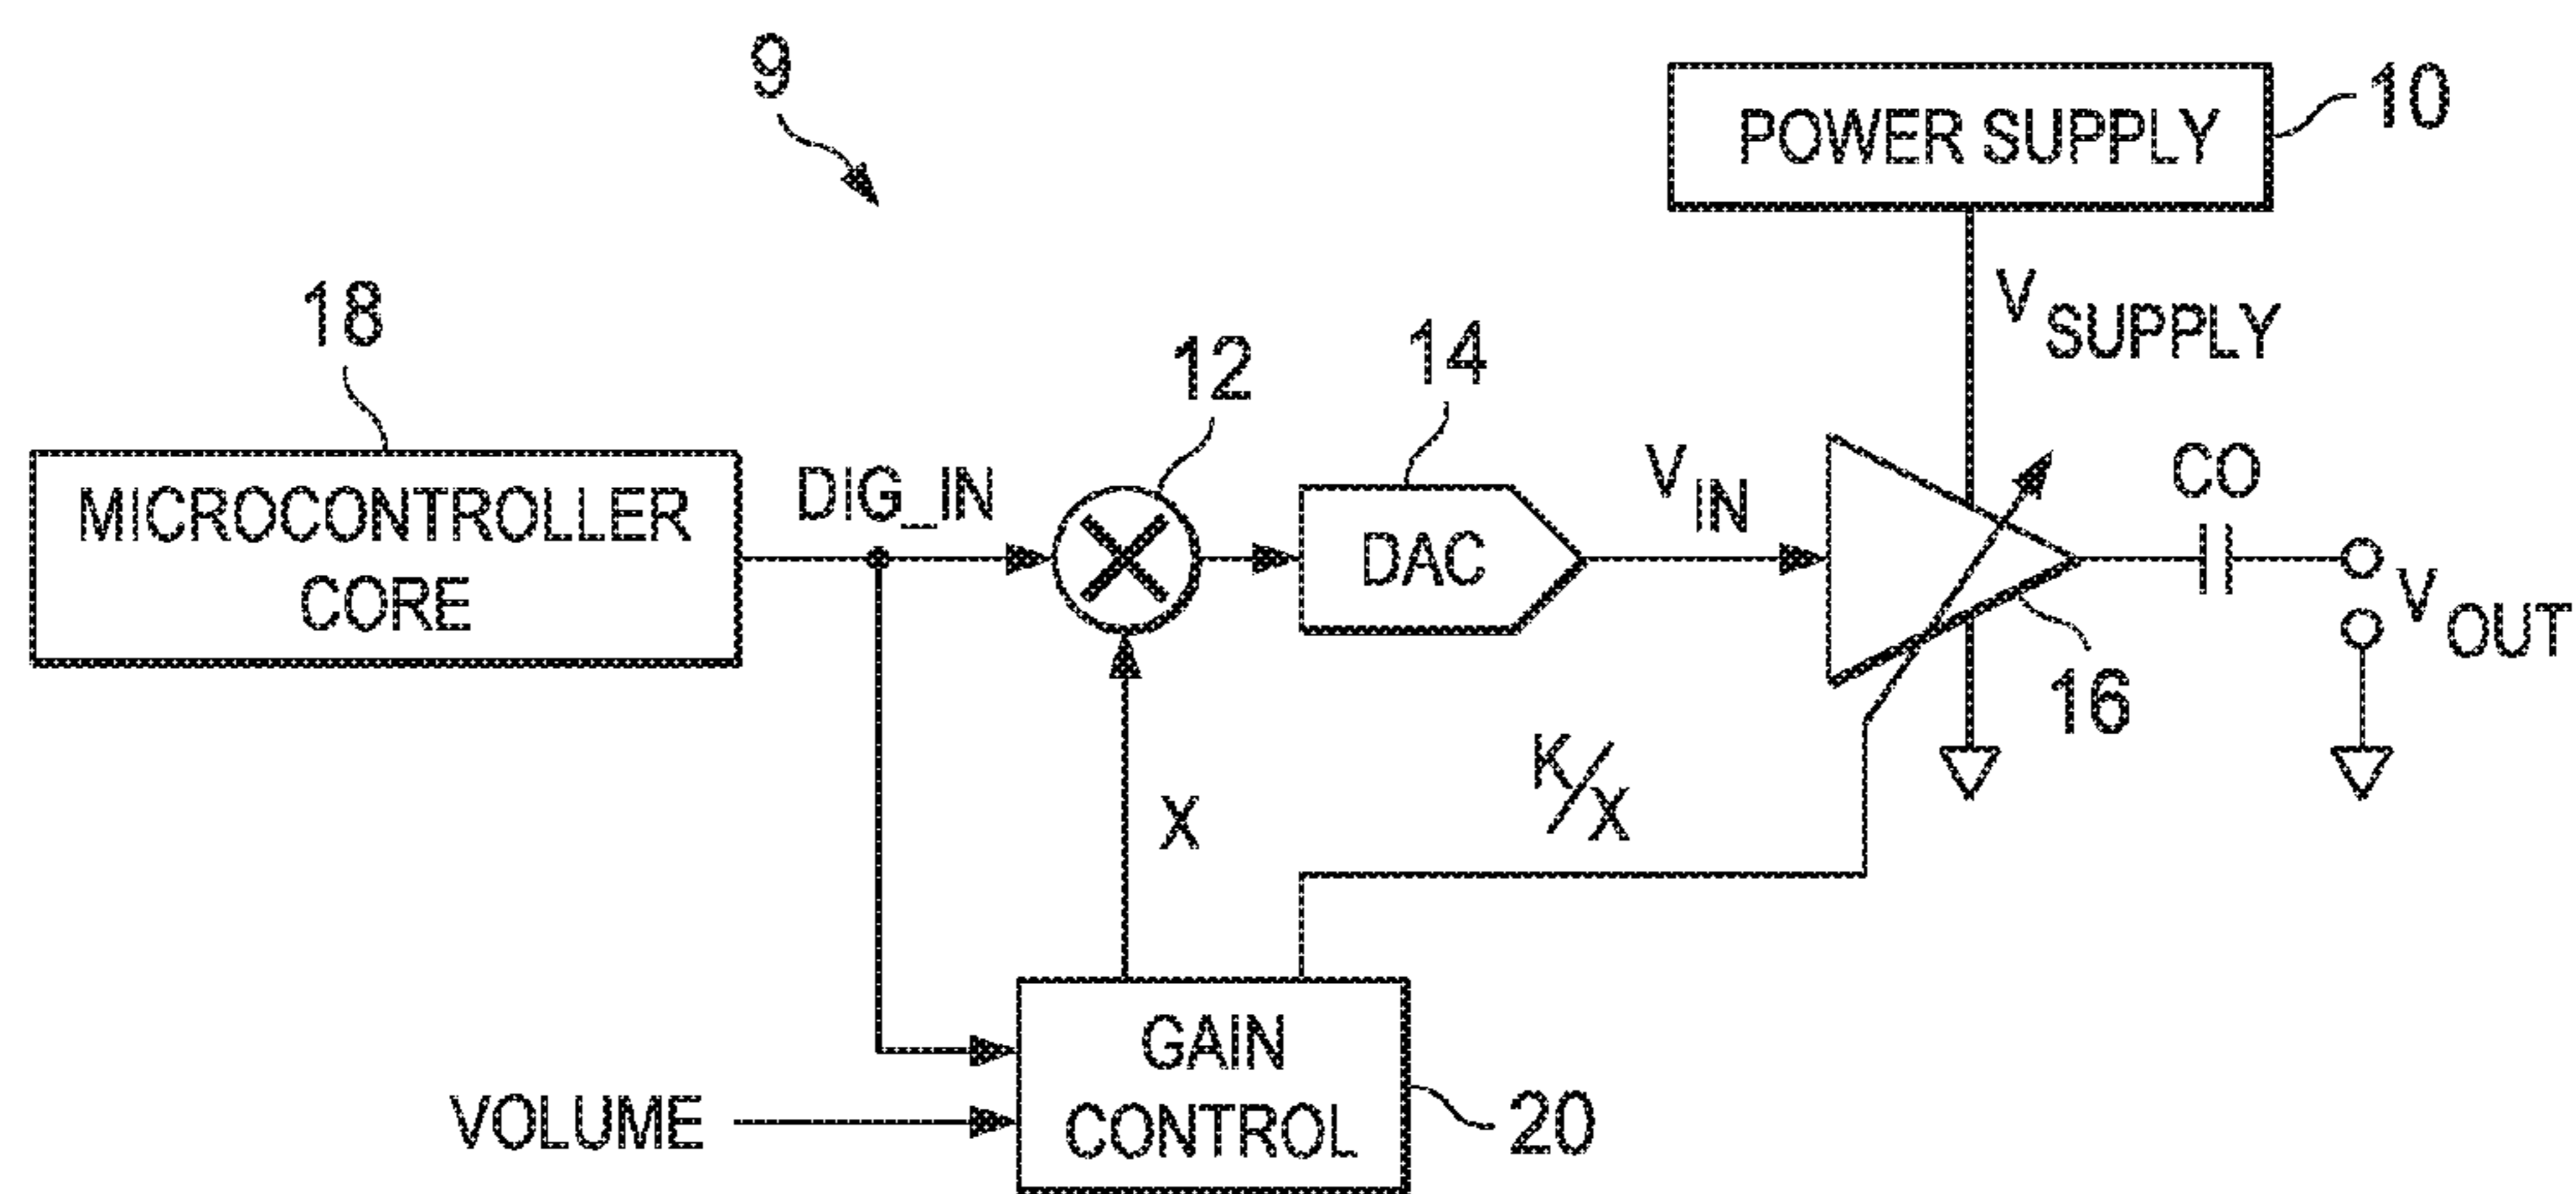 9
POWER SUPPLY
10
V SUPPLY
18
12
14
MICROCONTROLLER
CORE
DIG_IN
DAC
V IN
CO
V OUT
16
X
K/X
GAIN
CONTROL
VOLUME
20